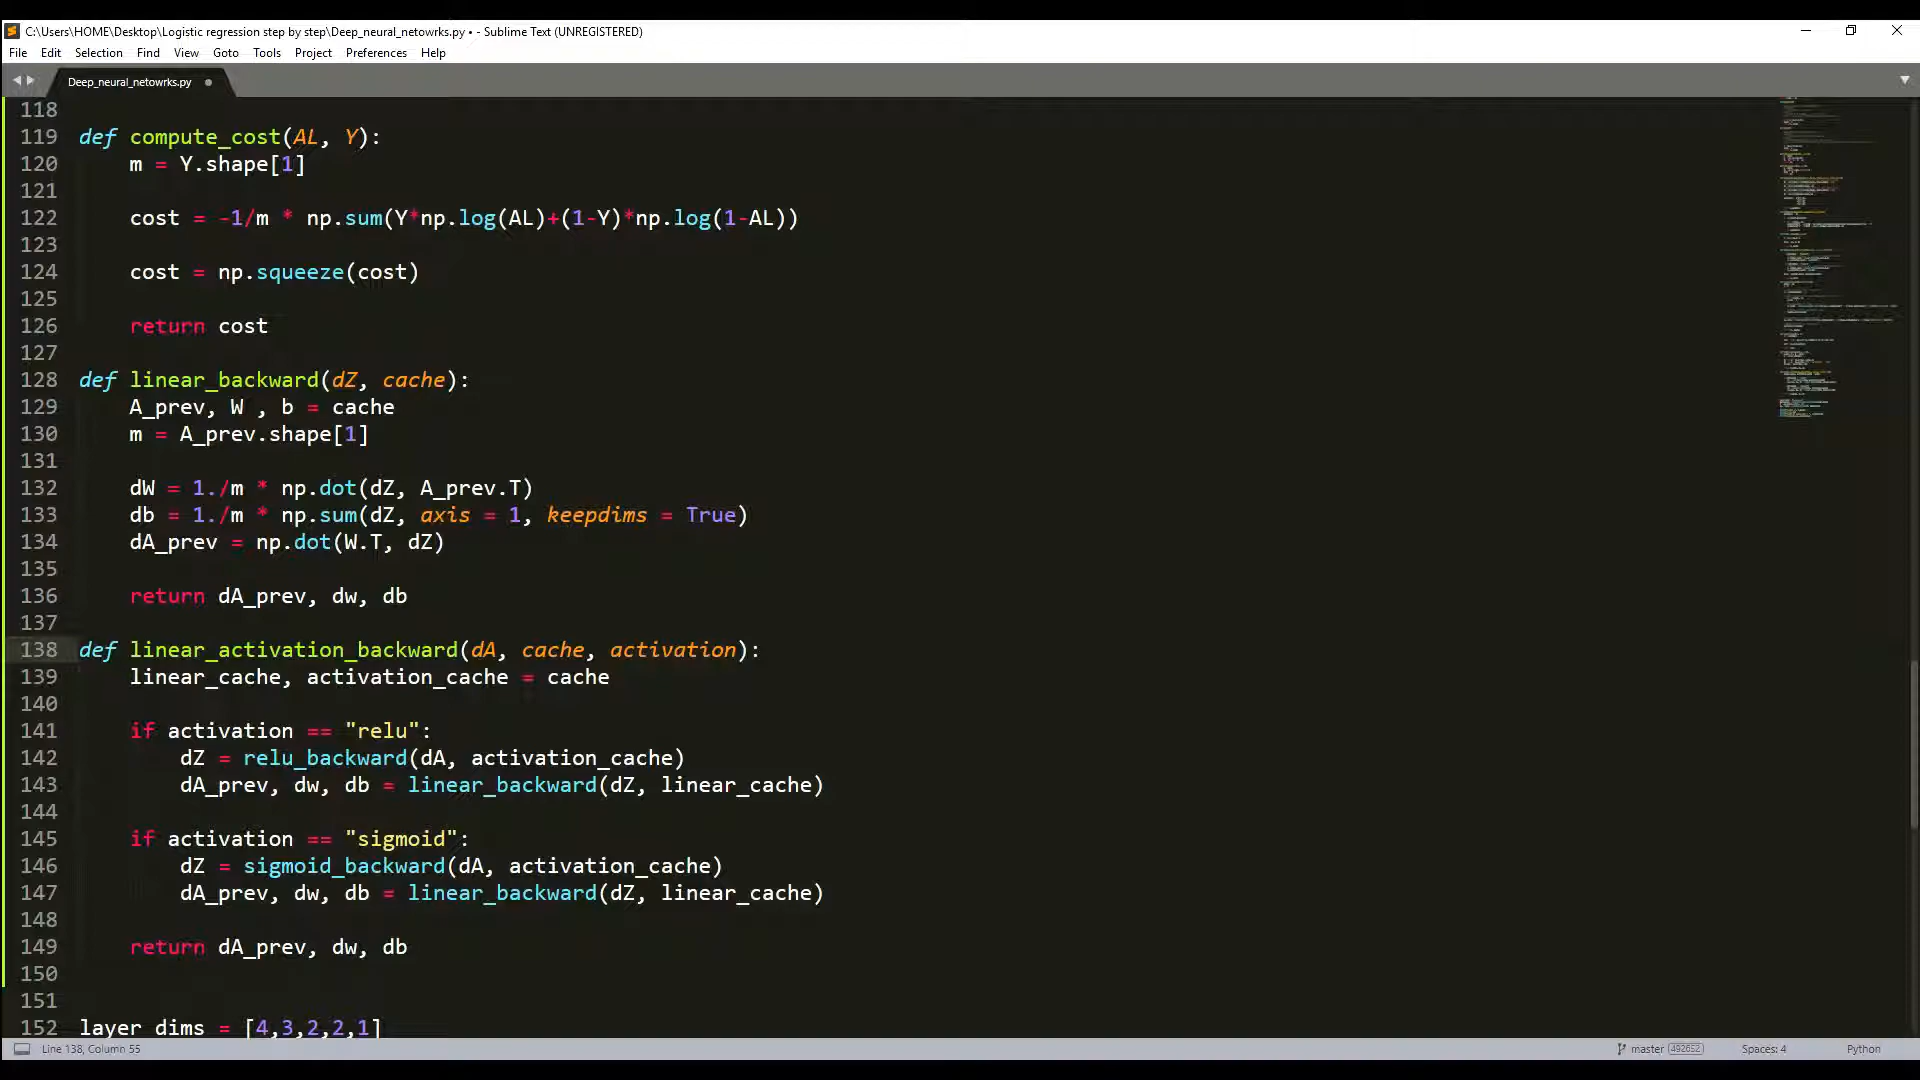 C:\Users\HOME\Desktop\Logistic regression step by step\Deep_neural_netowrks.py • - Sublime Text (UNREGISTERED)
File Edit Selection Find View Goto Tools Project Preferences Help
Deep_neural_netowrks.py
118
119 def compute_cost(AL, Y):
120 m = Y.shape[1]
121
122 cost = -1/m * np.sum(Y*np.log(AL)+(1-Y)*np.log(1-AL))
123
124 cost = np.squeeze(cost)
125
126 return cost
127
128 def linear_backward(dZ, cache):
129 A_prev, W , b = cache
130 m = A_prev.shape[1]
131
132 dW = 1./m * np.dot(dZ, A_prev.T)
133 db = 1./m * np.sum(dZ, axis = 1, keepdims = True)
134 dA_prev = np.dot(W.T, dZ)
135
136 return dA_prev, dw, db
137
138 def linear_activation_backward(dA, cache, activation):
139 linear_cache, activation_cache = cache
140
141 if activation == "relu":
142 dZ = relu_backward(dA, activation_cache)
143 dA_prev, dw, db = linear_backward(dZ, linear_cache)
144
145 if activation == "sigmoid":
146 dZ = sigmoid_backward(dA, activation_cache)
147 dA_prev, dw, db = linear_backward(dZ, linear_cache)
148
149 return dA_prev, dw, db
150
151
152 layer_dims = [4,3,2,2,1]
Line 138, Column 55 master 492652 Spaces: 4 Python